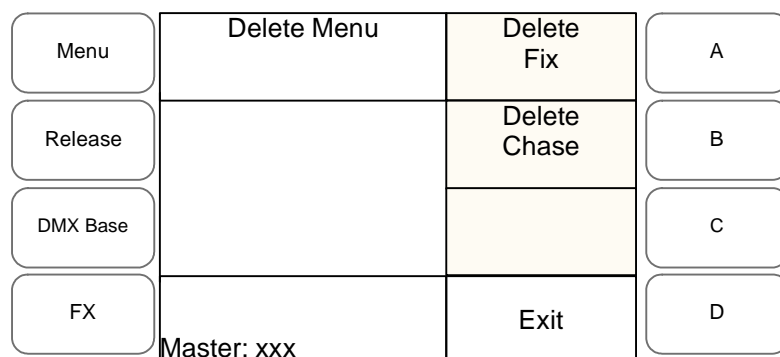 Menu
Delete Menu
Delete
Fix
A
Release
Delete
Chase
B
DMX Base
C
FX
Master: xxx
Exit
D